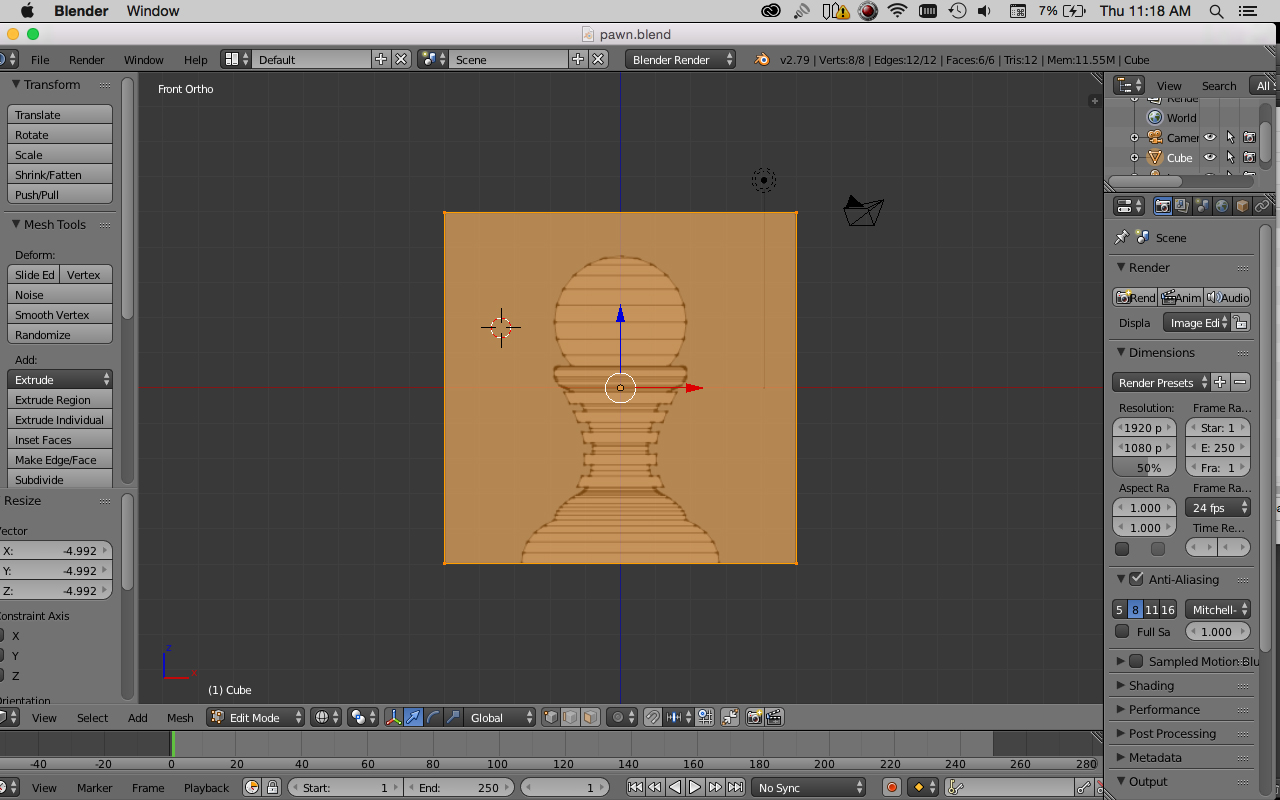 Blender Window 7% Thu 11:18 AM
pawn.blend
File Render Window Help Default Scene Blender Render v2.79 | Verts:8/8 | Edges:12/12 | Faces:6/6 | Tris:12 | Mem:11.55M | Cube
Transform
Translate
Rotate
Scale
Shrink/Fatten
Push/Pull
Mesh Tools
Deform:
Slide Ed Vertex
Noise
Smooth Vertex
Randomize
Add:
Extrude
Extrude Region
Extrude Individual
Inset Faces
Make Edge/Face
Subdivide
Resize
Vector
X: -4.992
Y: -4.992
Z: -4.992
Constraint Axis
X
Y
Z
Orientation
Front Ortho
z
(1) Cube
View Select Add Mesh Edit Mode Global
-40 -20 0 20 40 60 80 100 120 140 160 180 200 220 240 260 280
View Marker Frame Playback Start: 1 End: 250 1 No Sync
View Search All S
Rende
World
Camer
Cube
Scene
Render
Rend Anim Audio
Displa Image Edi
Dimensions
Render Presets
Resolution: Frame Ra...
1920 p Star: 1
1080 p E: 250
50% Fra: 1
Aspect Ra Frame Ra...
1.000 24 fps
1.000 Time Re...
Anti-Aliasing
5 8 11 16 Mitchell-
Full Sa 1.000
Sampled Motion Blu
Shading
Performance
Post Processing
Metadata
Output